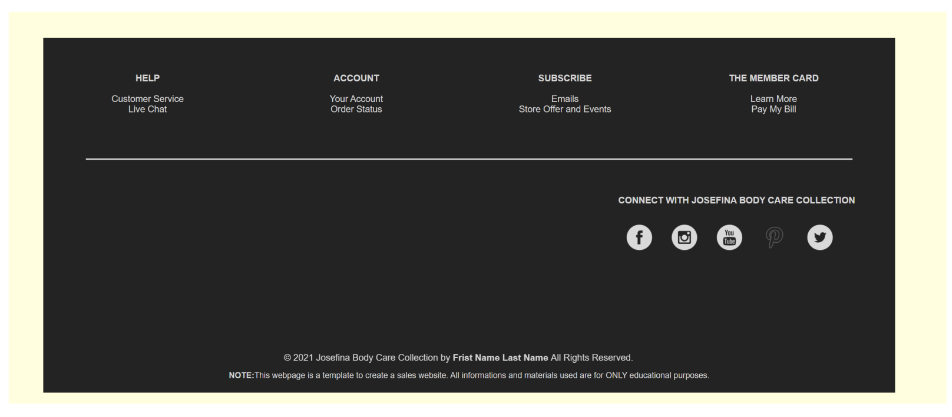 HELP
Customer Service
Live Chat
ACCOUNT
Your Account
Order Status
SUBSCRIBE
Emails
Store Offer and Events
THE MEMBER CARD
Learn More
Pay My Bill
CONNECT WITH JOSEFINA BODY CARE COLLECTION
You
Tube
© 2021 Josefina Body Care Collection by Frist Name Last Name All Rights Reserved.
NOTE:This webpage is a template to create a sales website. All informations and materials used are for ONLY educational purposes.